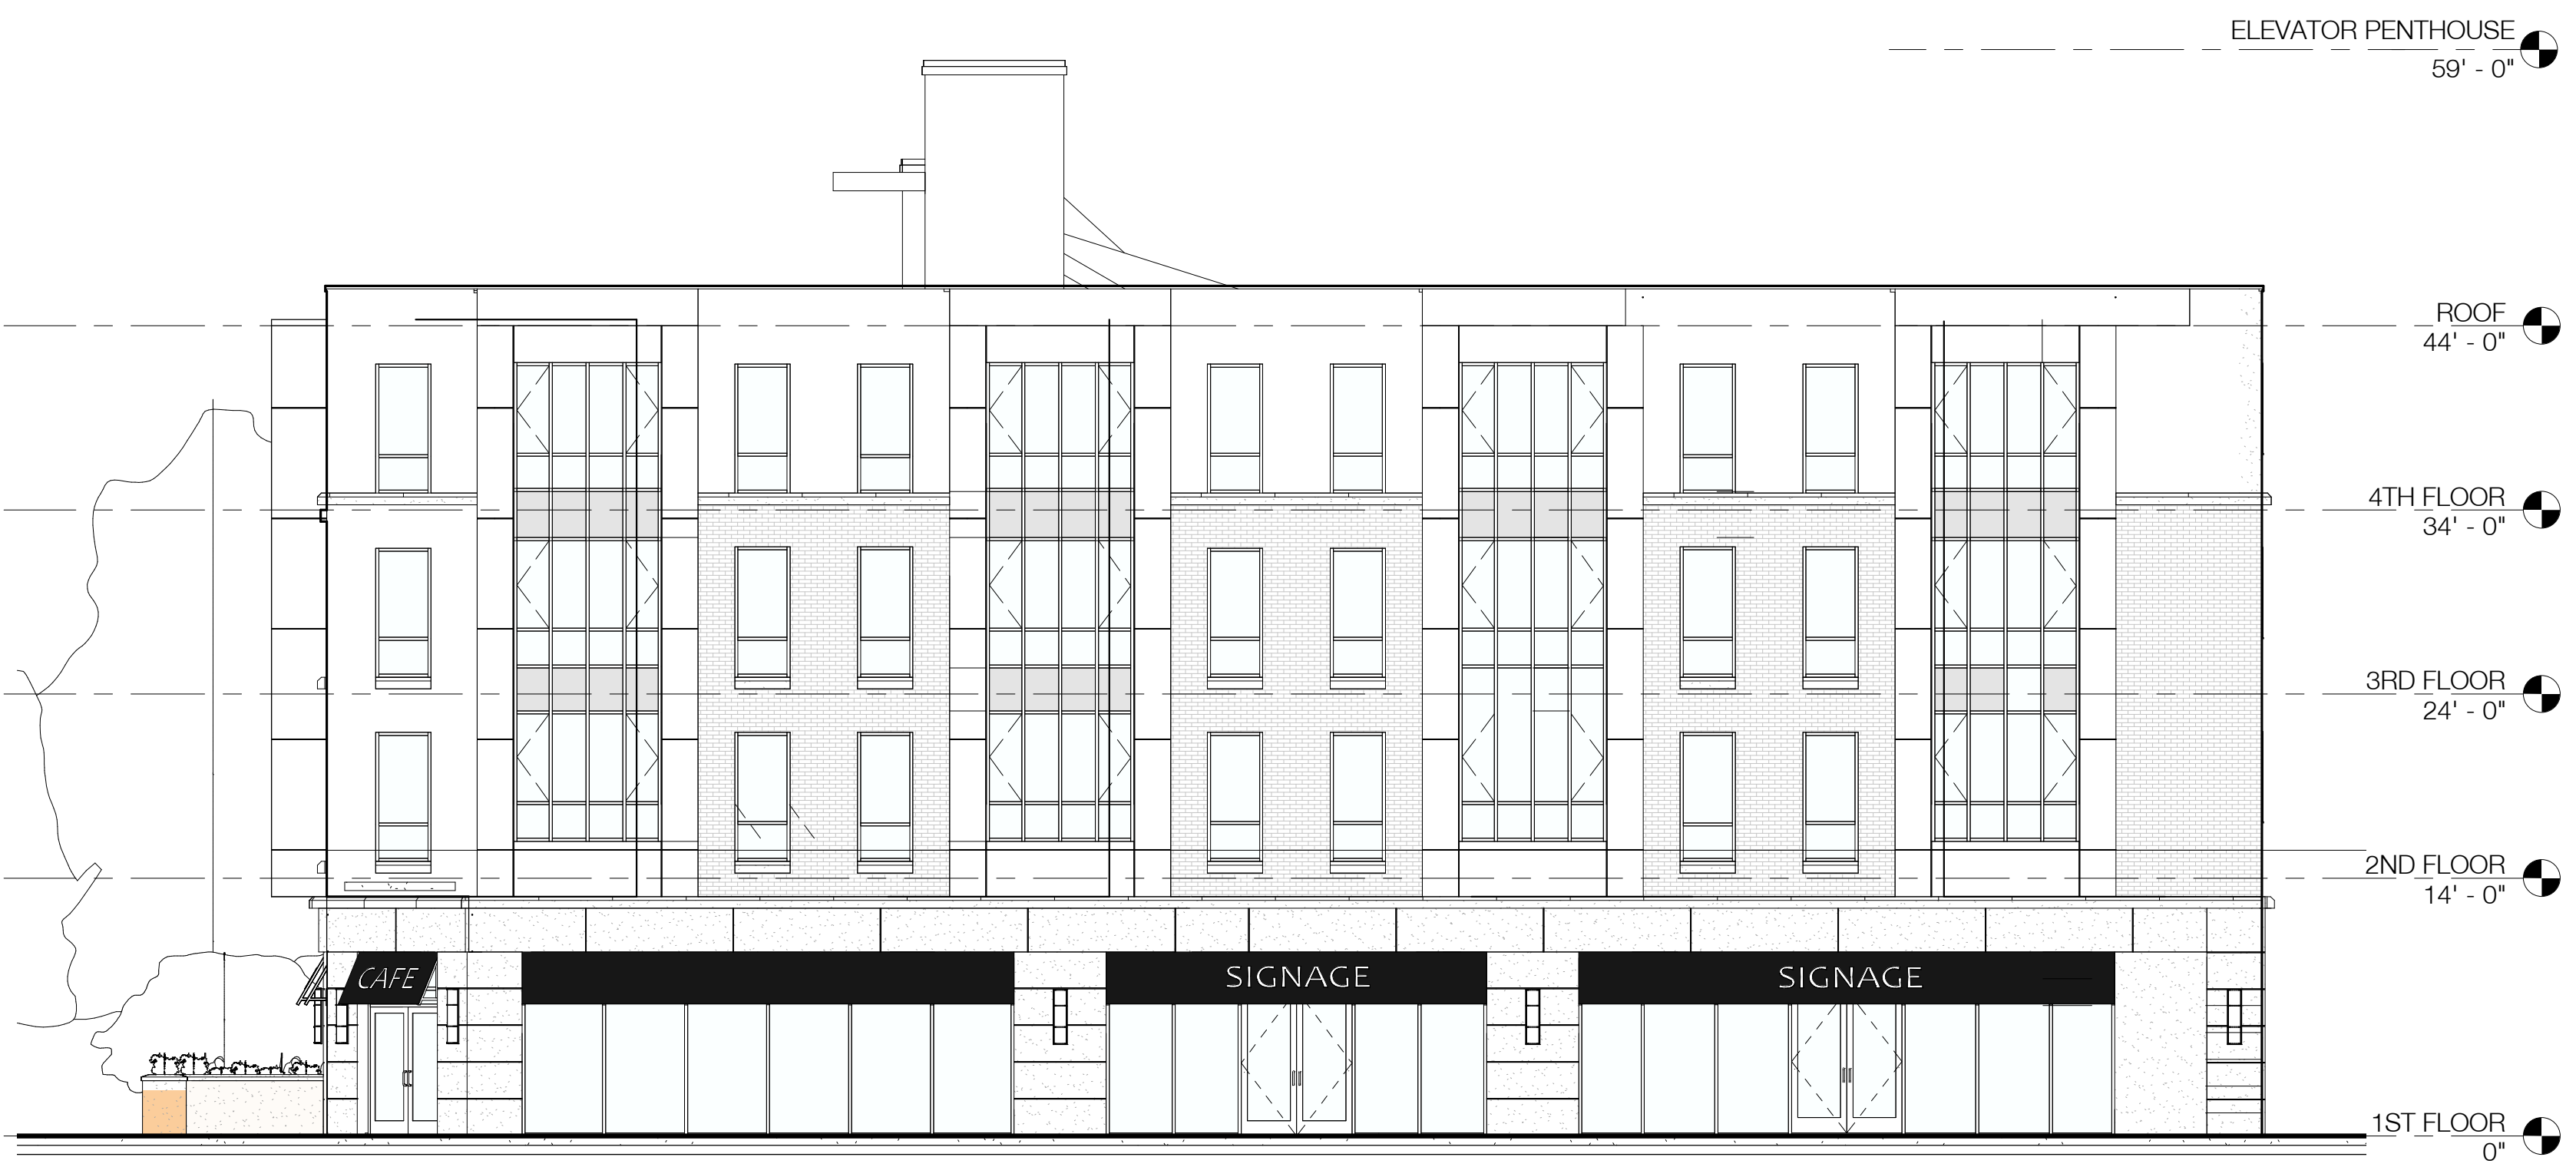 ELEVATOR PENTHOUSE
59' - 0"
ROOF
44' - 0"
4TH FLOOR
34' - 0"
3RD FLOOR
24' - 0"
2ND FLOOR
14' - 0"
CAFE
SIGNAGE
SIGNAGE
1ST FLOOR
0"